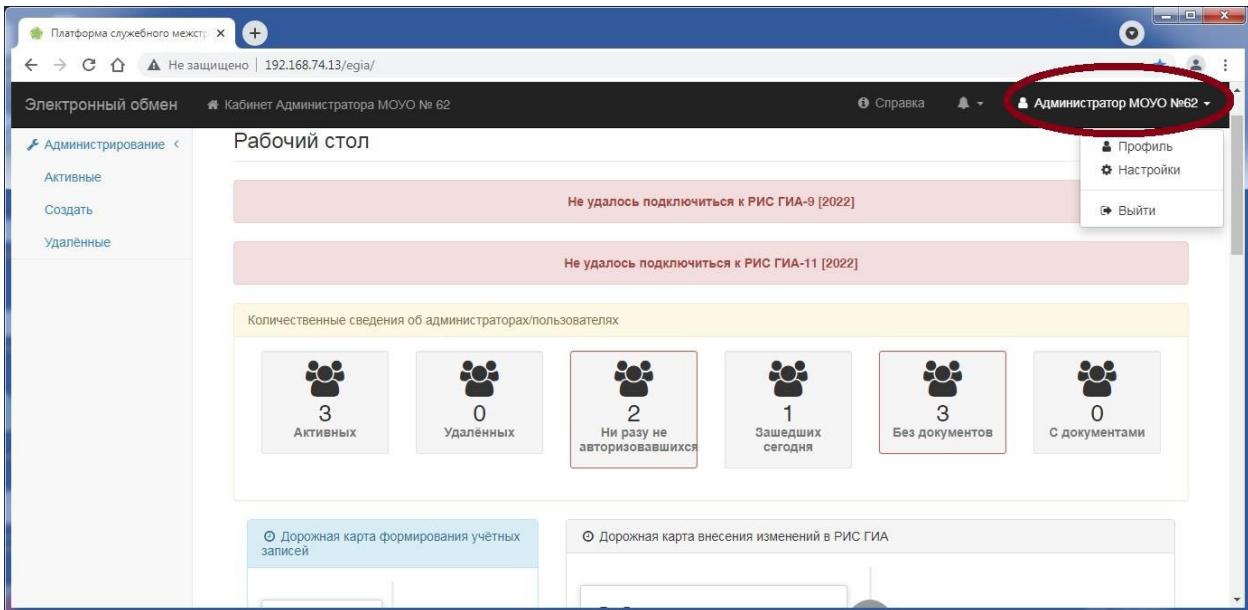 Платформа служебного межстр
Не защищено | 192.168.74.13/egia/
Электронный обмен
Кабинет Администратора МОУО № 62
Справка
Администратор МОУО №62
Администрирование
Активные
Создать
Удалённые
Рабочий стол
Профиль
Настройки
Выйти
Не удалось подключиться к РИС ГИА-9 [2022]
Не удалось подключиться к РИС ГИА-11 [2022]
Количественные сведения об администраторах/пользователях
3
Активных
0
Удалённых
2
Ни разу не
авторизовавшихся
1
Зашедших
сегодня
3
Без документов
0
С документами
Дорожная карта формирования учётных
записей
Дорожная карта внесения изменений в РИС ГИА